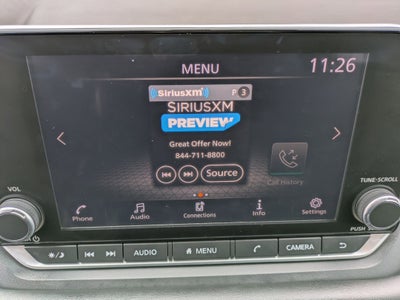 MENU 11:26
SiriusXM P 3
SIRIUSXM
PREVIEW
Great Offer Now!
844-711-8800
Source
Call History
Phone Audio Connections Info Settings
VOL
TUNE·SCROLL
PUSH
AUDIO MENU CAMERA